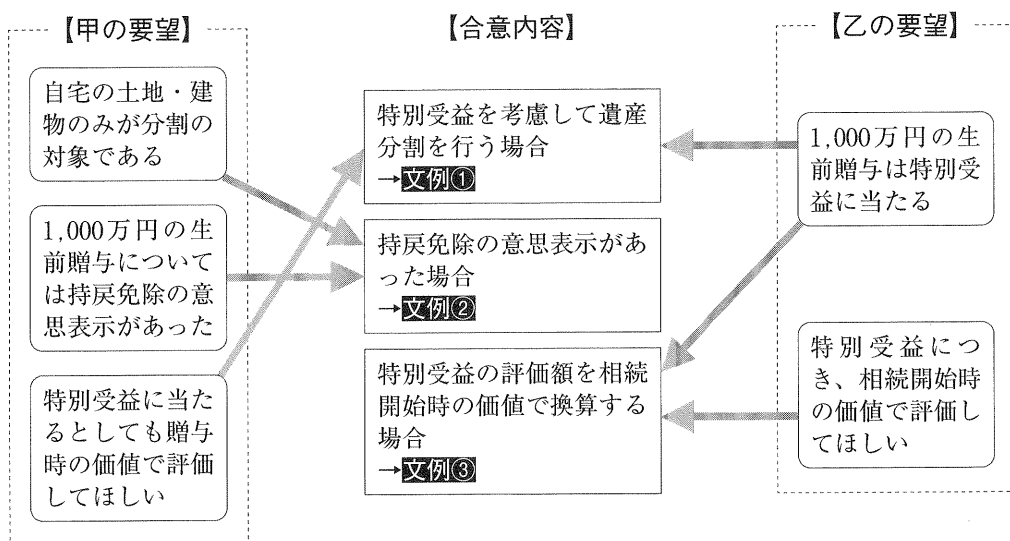 【甲の要望】
自宅の土地・建
物のみが分割の
対象である
1,000万円の生
前贈与について
は持戻免除の意
思表示があった
特別受益に当た
るとしても贈与
時の価値で評価
してほしい
【合意内容】
特別受益を考慮して遺産
分割を行う場合
→文例①
持戻免除の意思表示があ
った場合
→文例②
特別受益の評価額を相続
開始時の価値で換算する
場合
→文例③
【乙の要望】
1,000万円の生
前贈与は特別受
益に当たる
特別受益につ
き、相続開始時
の価値で評価し
てほしい